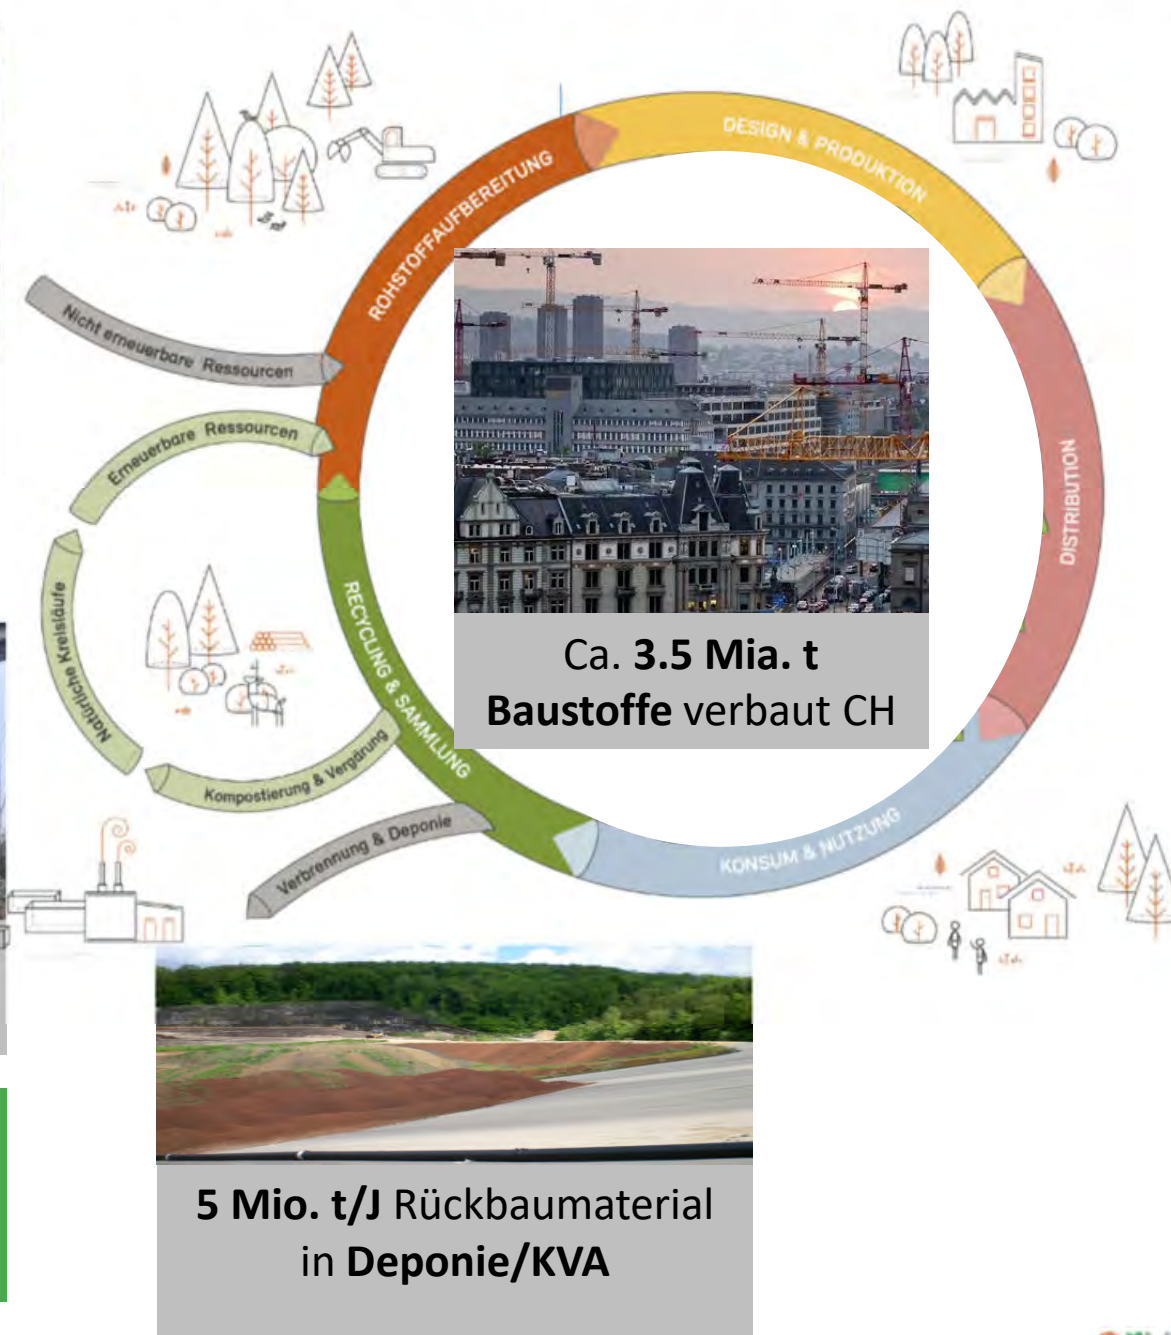 DESIGN & PRODUKTION
ROHSTOFFAUFBEREITUNG
Nicht erneuerbare Ressourcen
Erneuerbare Ressourcen
DISTRIBUTION
Natürliche Kreisläufe
RECYCLING & SAMMLUNG
Ca. 3.5 Mia. t
Baustoffe verbaut CH
Kompostierung & Vergärung
Verbrennung & Deponie
KONSUM & NUTZUNG
5 Mio. t/J Rückbaumaterial
in Deponie/KVA